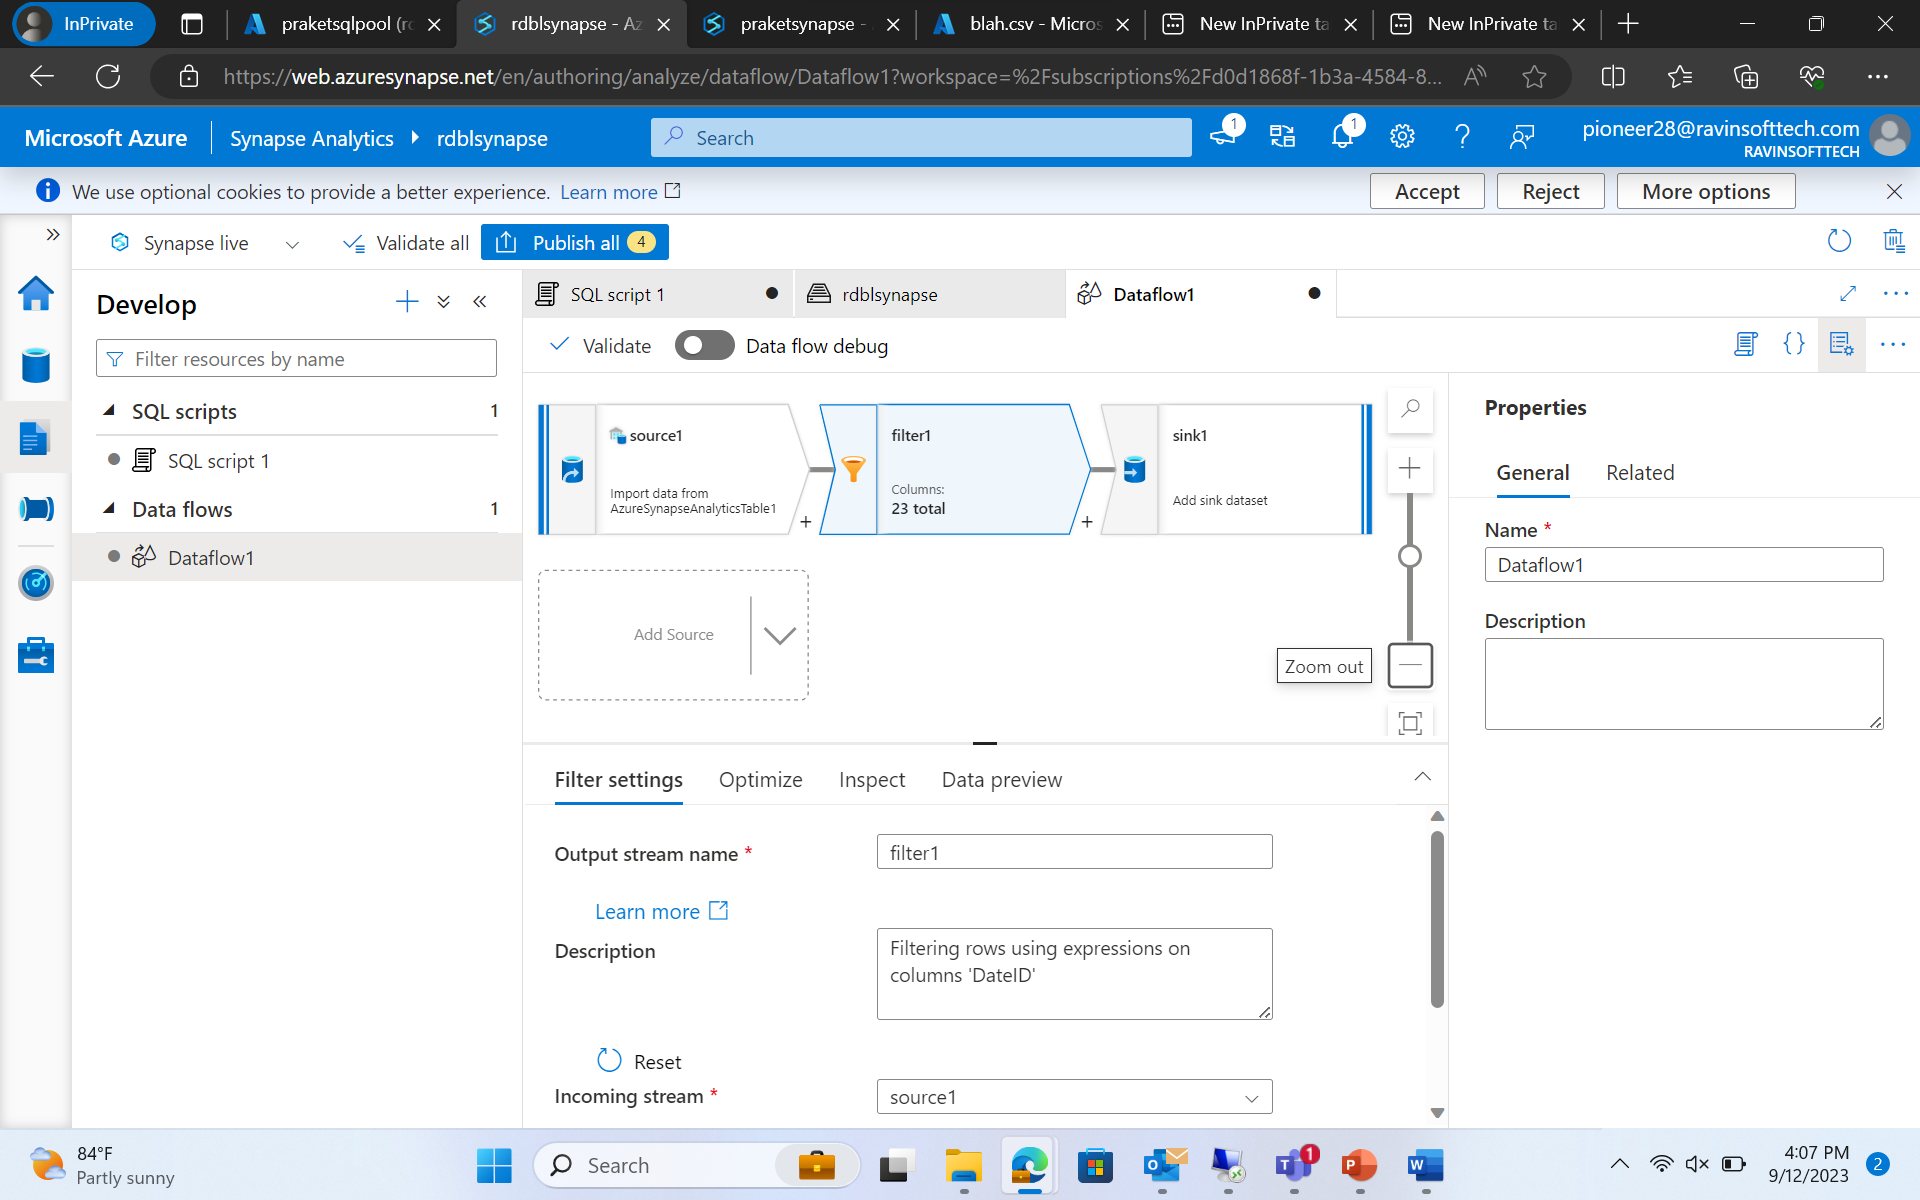 InPrivate
praketsqlpool (rd
rdblsynapse - Az
praketsynapse -
blah.csv - Micros
New InPrivate ta
New InPrivate ta
https://web.azuresynapse.net/en/authoring/analyze/dataflow/Dataflow1?workspace=%2Fsubscriptions%2Fd0d1868f-1b3a-4584-8...
Microsoft Azure
Synapse Analytics
rdblsynapse
Search
1
1
pioneer28@ravinsofttech.com
RAVINSOFTTECH
We use optional cookies to provide a better experience. Learn more
Accept
Reject
More options
Synapse live
Validate all
Publish all 4
Develop
Filter resources by name
SQL scripts 1
SQL script 1
Data flows 1
Dataflow1
SQL script 1
rdblsynapse
Dataflow1
Validate
Data flow debug
source1
Import data from
AzureSynapseAnalyticsTable1
+
filter1
Columns:
23 total
+
sink1
Add sink dataset
Add Source
Zoom out
Properties
General
Related
Name *
Dataflow1
Description
Filter settings
Optimize
Inspect
Data preview
Output stream name *
filter1
Learn more
Description
Filtering rows using expressions on
columns 'DateID'
Reset
Incoming stream *
source1
84°F
Partly sunny
Search
1
4:07 PM
9/12/2023
2